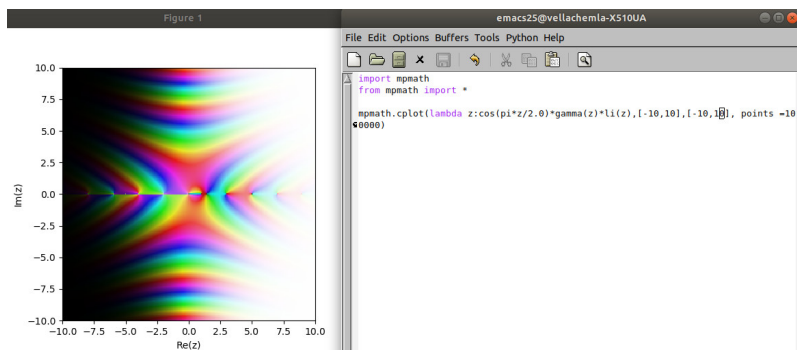 Figure 1
10.0
7.5
5.0
2.5
0.0
−2.5
−5.0
−7.5
−10.0
Im(z)
−10.0 −7.5 −5.0 −2.5 0.0 2.5 5.0 7.5 10.0
Re(z)
emacs25@vellachemla-X510UA
File Edit Options Buffers Tools Python Help
import mpmath
from mpmath import *
mpmath.cplot(lambda z:cos(pi*z/2.0)*gamma(z)*li(z),[-10,10],[-10,10], points =10
0000)